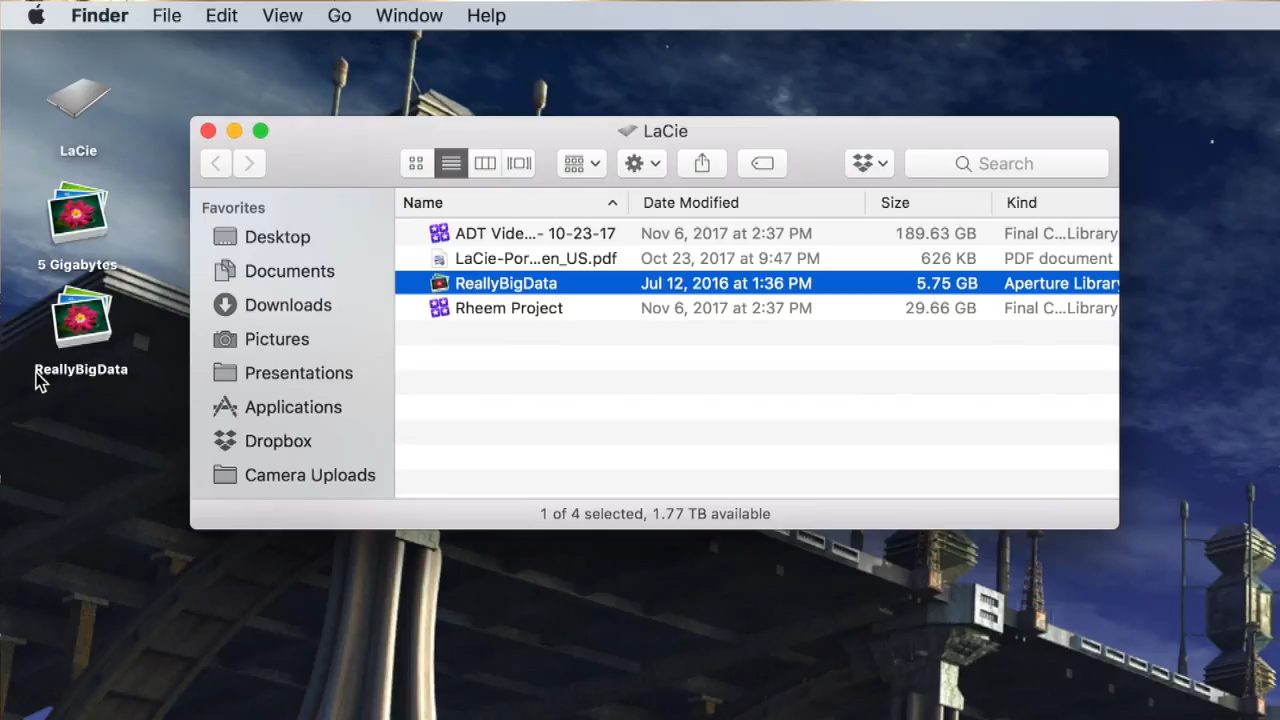 Finder File Edit View Go Window Help
LaCie
5 Gigabytes
ReallyBigData
LaCie
Search
Favorites
Desktop
Documents
Downloads
Pictures
Presentations
Applications
Dropbox
Camera Uploads
Name Date Modified Size Kind
ADT Vide...- 10-23-17 Nov 6, 2017 at 2:37 PM 189.63 GB Final C...Library
LaCie-Por...en_US.pdf Oct 23, 2017 at 9:47 PM 626 KB PDF document
ReallyBigData Jul 12, 2016 at 1:36 PM 5.75 GB Aperture Library
Rheem Project Nov 6, 2017 at 2:37 PM 29.66 GB Final C...Library
1 of 4 selected, 1.77 TB available